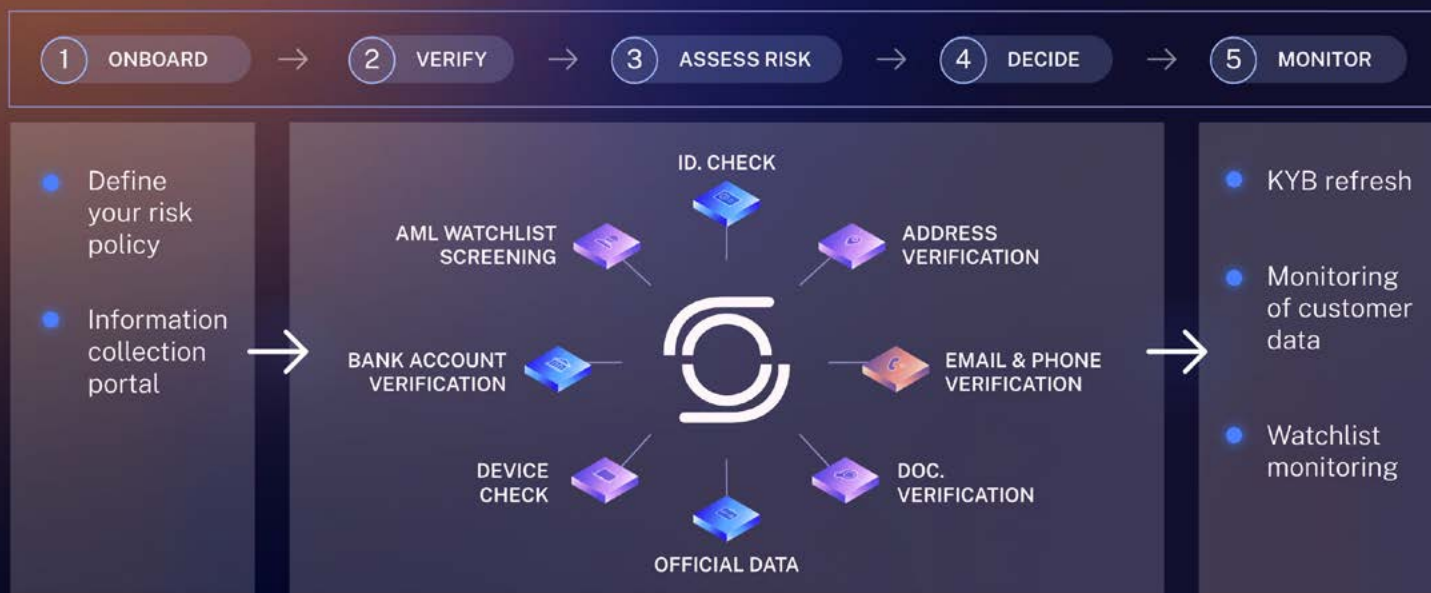 1 ONBOARD → 2 VERIFY → 3 ASSESS RISK → 4 DECIDE → 5 MONITOR
Define
your risk
policy
Information
collection
portal
ID. CHECK
AML WATCHLIST
SCREENING
ADDRESS
VERIFICATION
BANK ACCOUNT
VERIFICATION
EMAIL & PHONE
VERIFICATION
DEVICE
CHECK
DOC.
VERIFICATION
OFFICIAL DATA
KYB refresh
Monitoring
of customer
data
Watchlist
monitoring